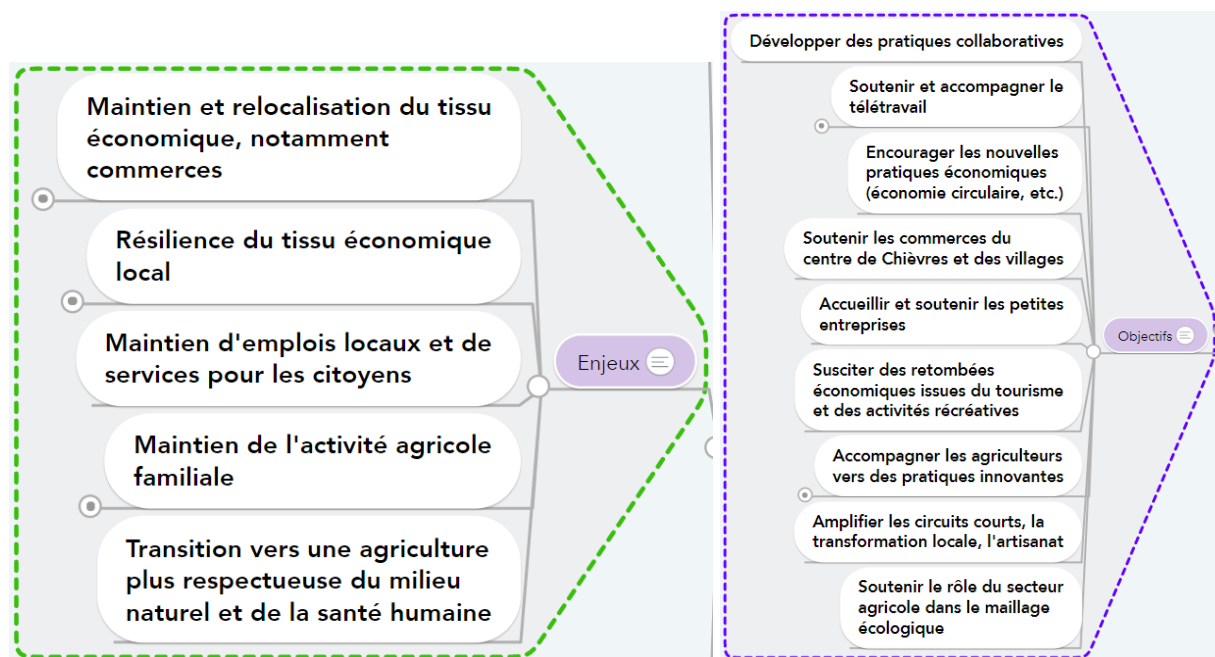 Maintien et relocalisation du tissu
économique, notamment
commerces
Résilience du tissu économique
local
Maintien d'emplois locaux et de
services pour les citoyens
Maintien de l'activité agricole
familiale
Transition vers une agriculture
plus respectueuse du milieu
naturel et de la santé humaine
Enjeux
Développer des pratiques collaboratives
Soutenir et accompagner le
télétravail
Encourager les nouvelles
pratiques économiques
(économie circulaire, etc.)
Soutenir les commerces du
centre de Chièvres et des villages
Accueillir et soutenir les petites
entreprises
Susciter des retombées
économiques issues du tourisme
et des activités récréatives
Accompagner les agriculteurs
vers des pratiques innovantes
Amplifier les circuits courts, la
transformation locale, l'artisanat
Soutenir le rôle du secteur
agricole dans le maillage
écologique
Objectifs